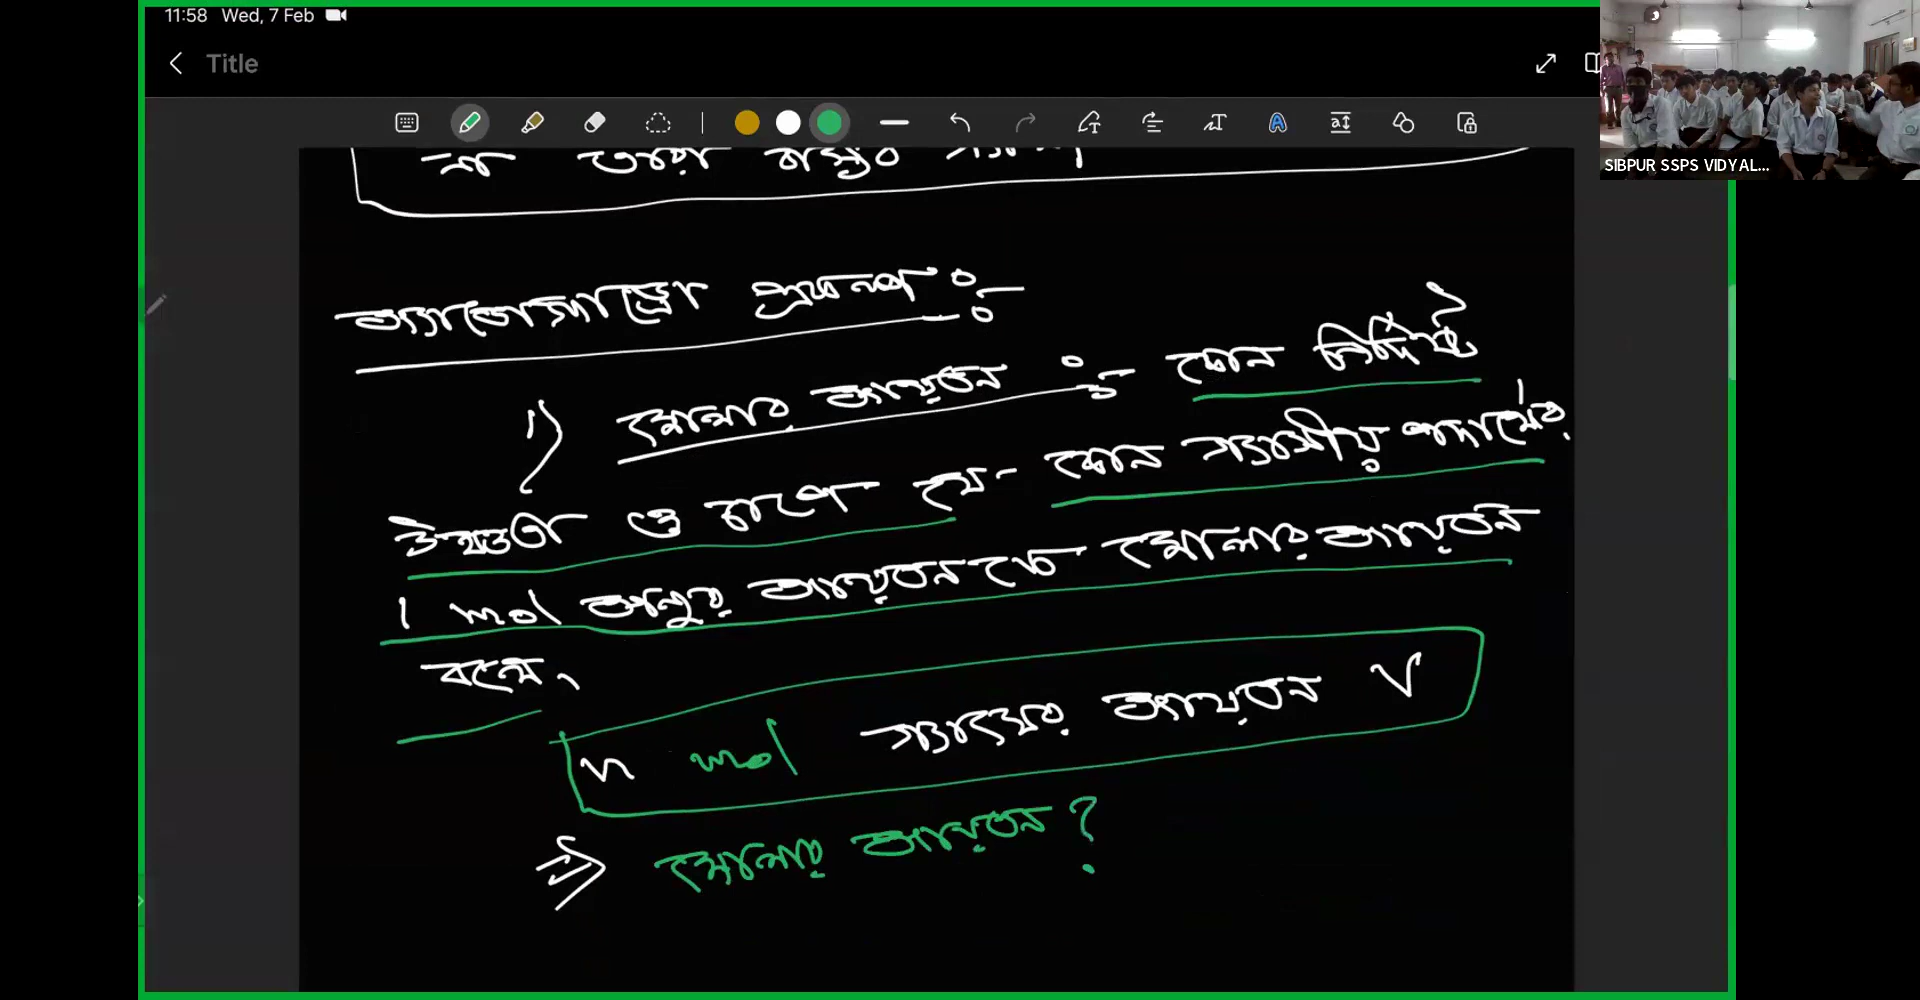 11:58 Wed, 7 Feb
Title
SIBPUR SSPS VIDYAL...
অ্যাভোগাড্রো প্রকল্প :-
1) মোলার আয়তন :- কোন নির্দিষ্ট
উষ্ণতা ও চাপে যে- কোন গ্যাসীয় পদার্থের
1 mol অনুর আয়তনকে মোলার আয়তন
বলে,
n mol গ্যাসের আয়তন V
⇒ মোলার আয়তন ?